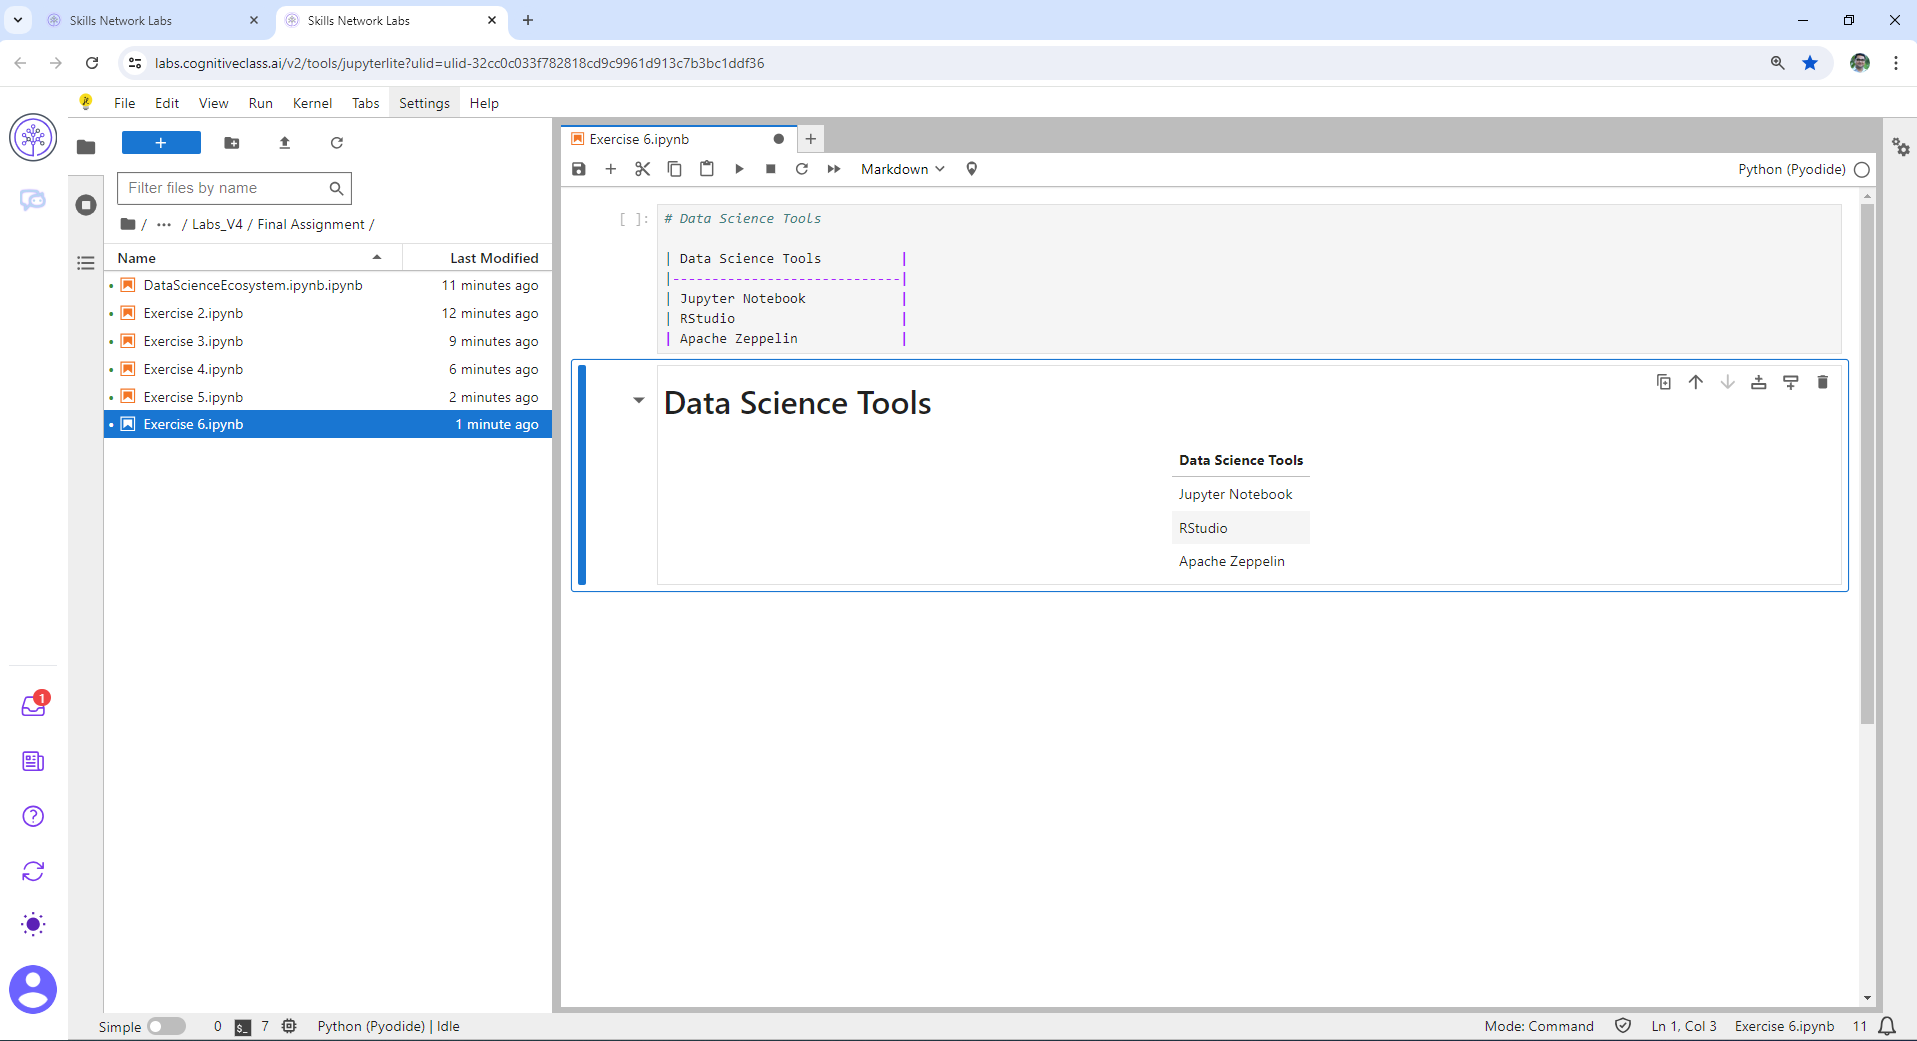 Skills Network Labs
Skills Network Labs
labs.cognitiveclass.ai/v2/tools/jupyterlite?ulid=ulid-32cc0c033f782818cd9c9961d913c7b3bc1ddf36
File Edit View Run Kernel Tabs Settings Help
+
Filter files by name
/ ··· / Labs_V4 / Final Assignment /
Name Last Modified
DataScienceEcosystem.ipynb.ipynb 11 minutes ago
Exercise 2.ipynb 12 minutes ago
Exercise 3.ipynb 9 minutes ago
Exercise 4.ipynb 6 minutes ago
Exercise 5.ipynb 2 minutes ago
Exercise 6.ipynb 1 minute ago
1
Exercise 6.ipynb
Markdown Python (Pyodide)
[ ]: # Data Science Tools
| Data Science Tools |
|-----------------------------|
| Jupyter Notebook |
| RStudio |
| Apache Zeppelin |
Data Science Tools
Data Science Tools
Jupyter Notebook
RStudio
Apache Zeppelin
Simple 0 $_ 7 Python (Pyodide) | Idle Mode: Command Ln 1, Col 3 Exercise 6.ipynb 11